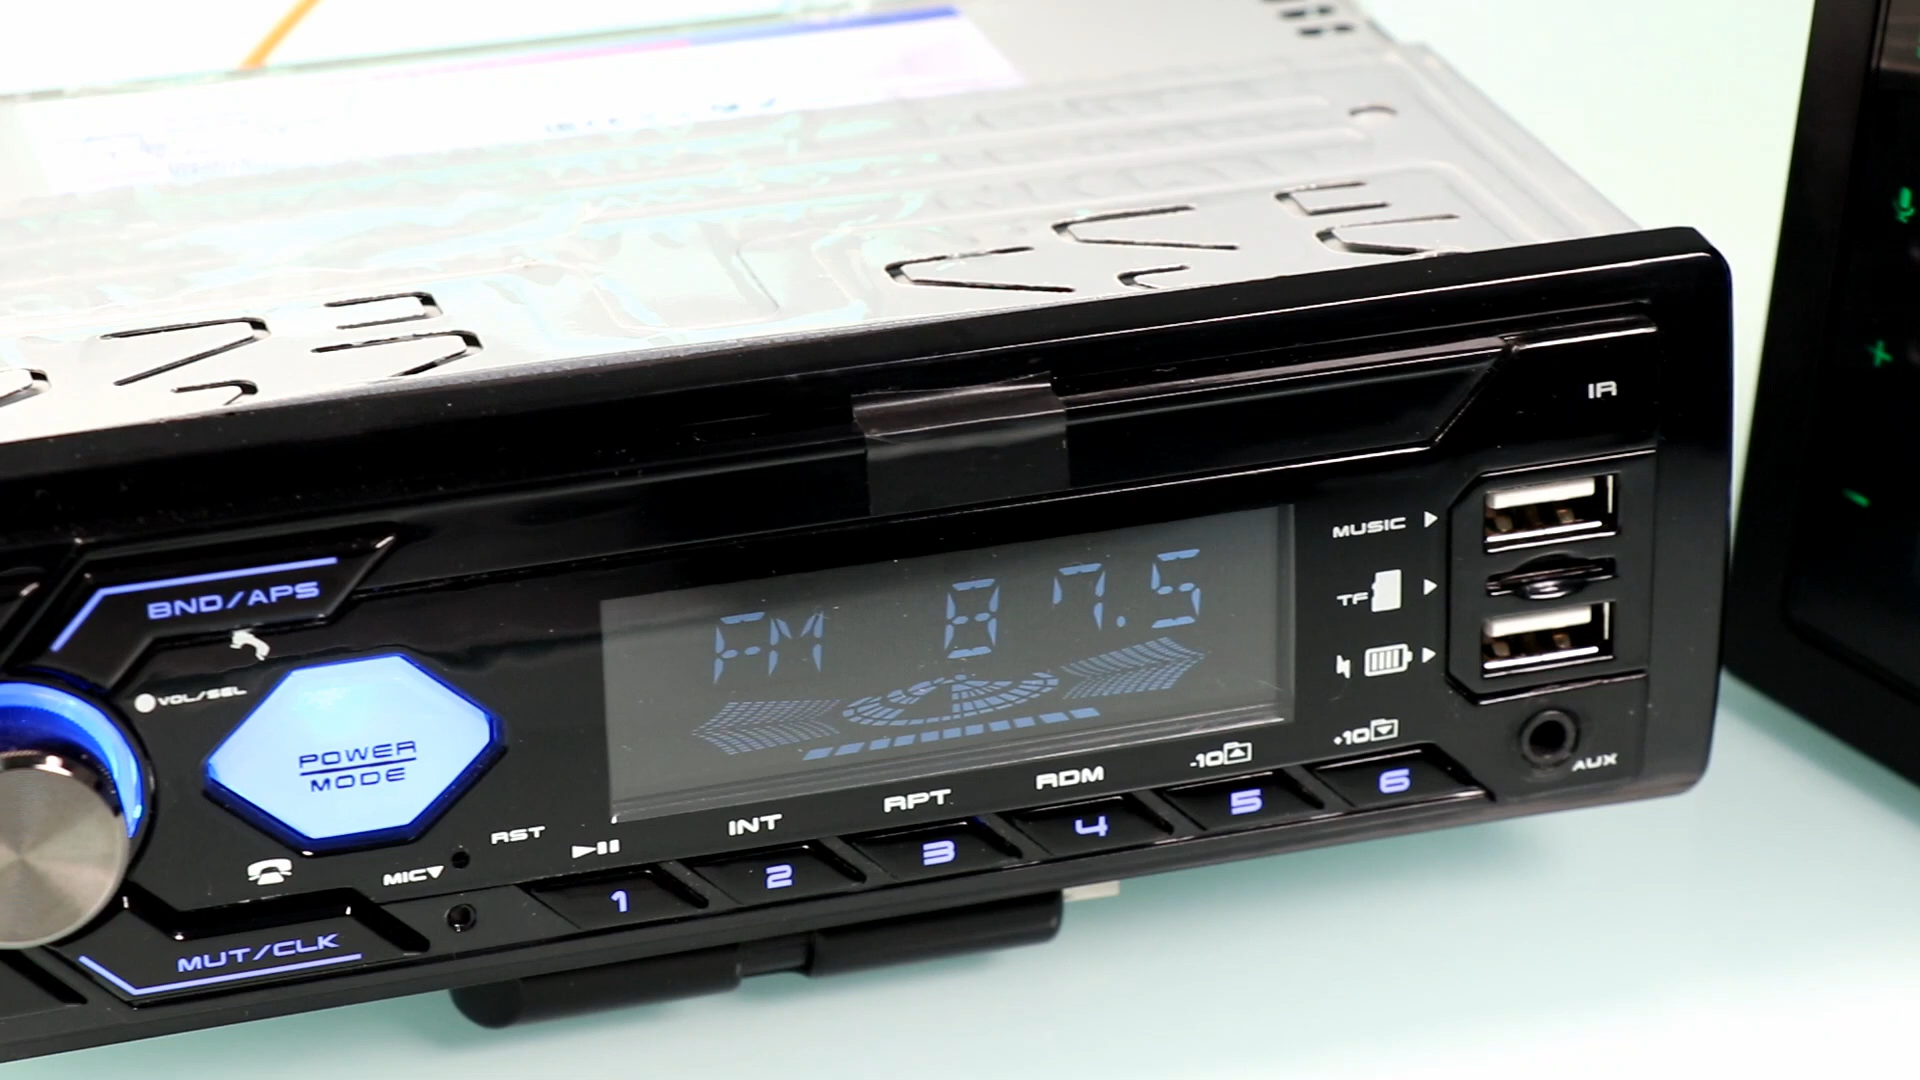 IR
MUSIC
FM 87.5
TF
BND/APS
VOL/SEL
POWER
MODE
-10
+10
AUX
RDM
RPT
INT
RST
MIC
1
2
3
4
5
6
MUT/CLK